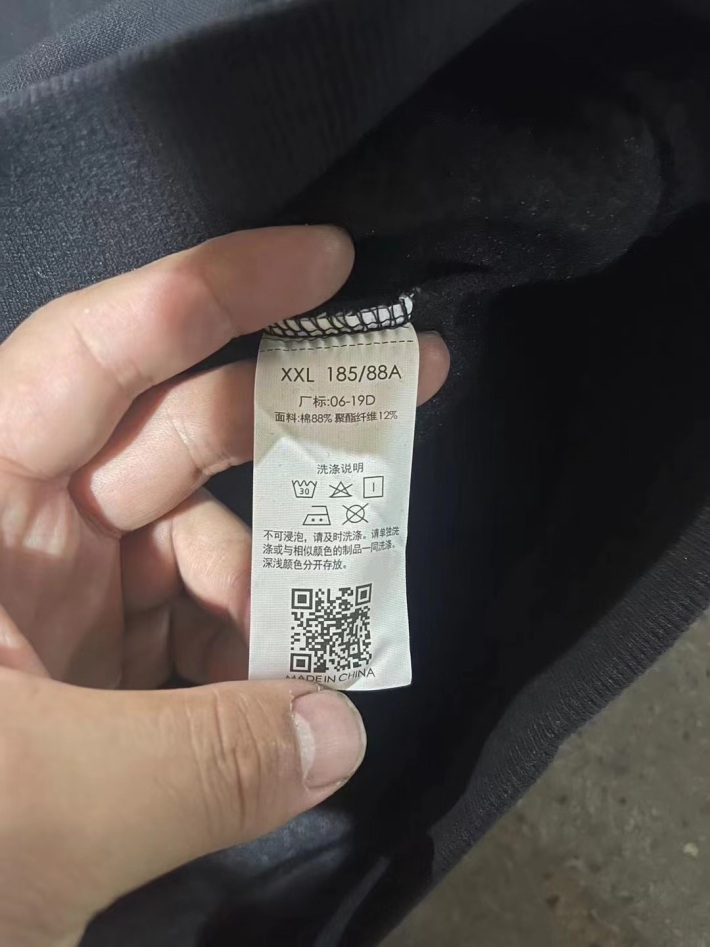 XXL 185/88A
厂标:06-19D
面料:棉88% 聚酯纤维12%
洗涤说明
30
不可浸泡，请及时洗涤。请单独洗
涤或与相似颜色的制品一同洗涤。
深浅颜色分开存放。
MADE IN CHINA